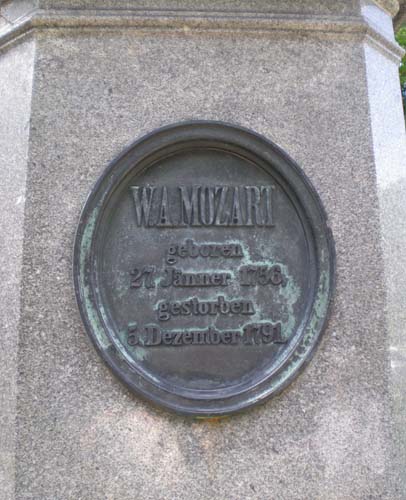 W.A.MOZART
geboren
27. Jänner 1756,
gestorben
5. Dezember 1791.